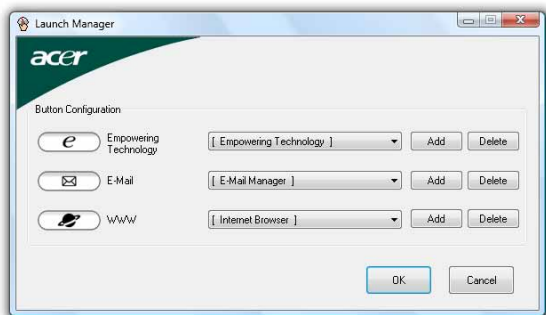 Launch Manager
acer
Button Configuration
e Empowering Technology [ Empowering Technology ] Add Delete
E-Mail [ E-Mail Manager ] Add Delete
WWW [ Internet Browser ] Add Delete
OK Cancel